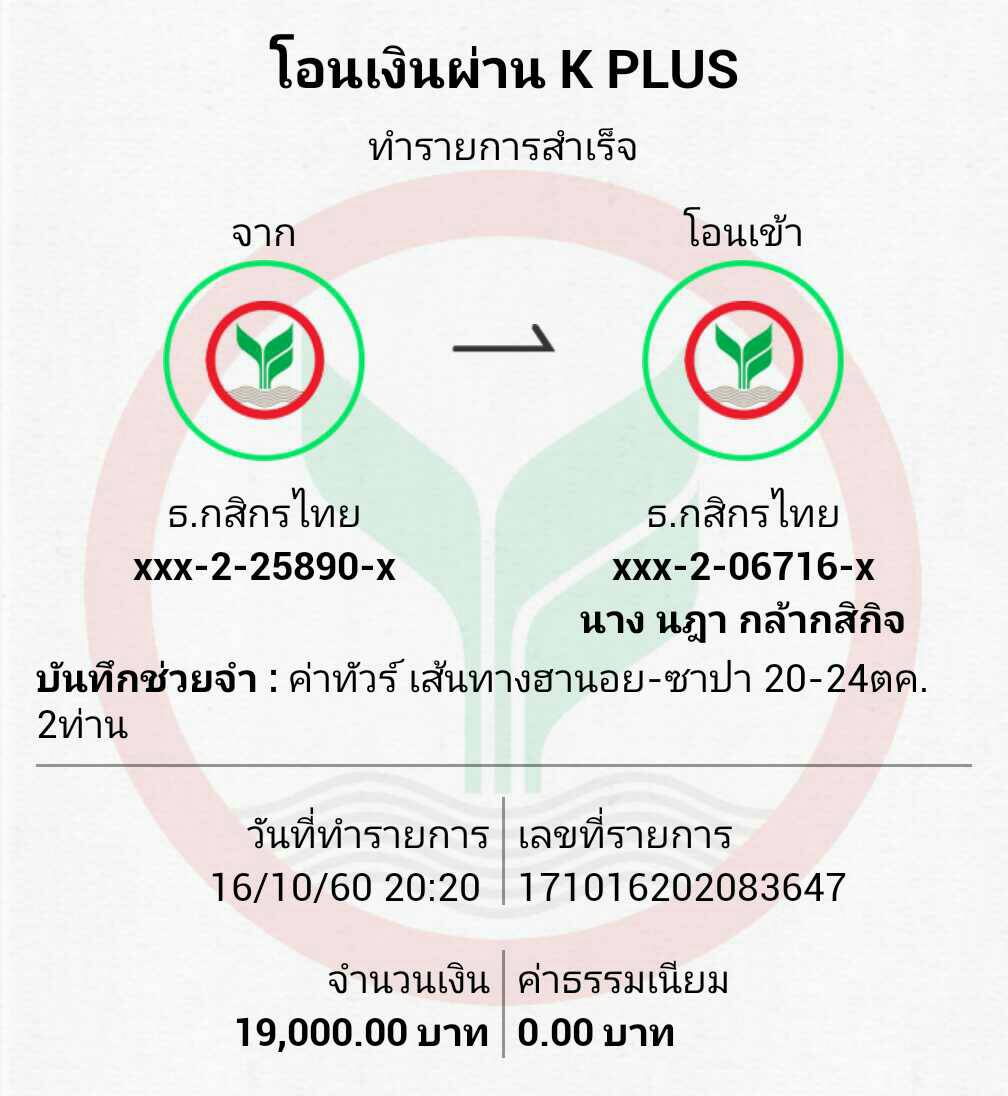 โอนเงินผ่าน K PLUS
ทำรายการสำเร็จ
จาก
โอนเข้า
ธ.กสิกรไทย
xxx-2-25890-x
ธ.กสิกรไทย
xxx-2-06716-x
นาง นฎา กล้ากสิกิจ
บันทึกช่วยจำ : ค่าทัวร์ เส้นทางฮานอย-ซาปา 20-24ตค.
2ท่าน
วันที่ทำรายการ
16/10/60 20:20
เลขที่รายการ
171016202083647
จำนวนเงิน
19,000.00 บาท
ค่าธรรมเนียม
0.00 บาท